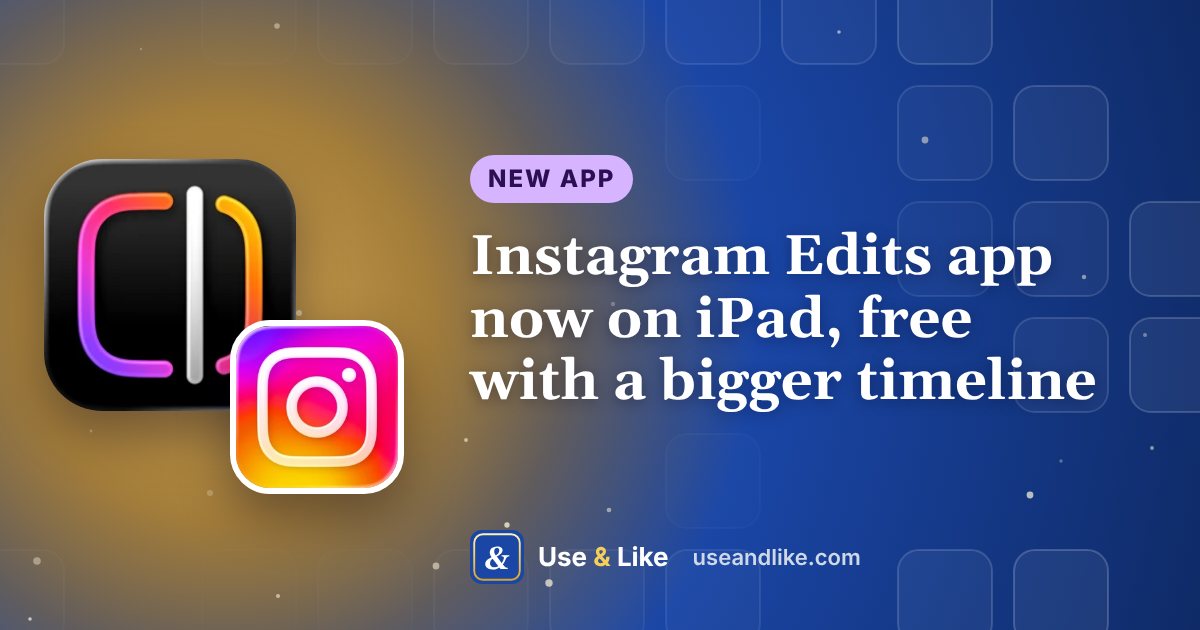 NEW APP
Instagram Edits app
now on iPad, free
with a bigger timeline
& Use & Like useandlike.com